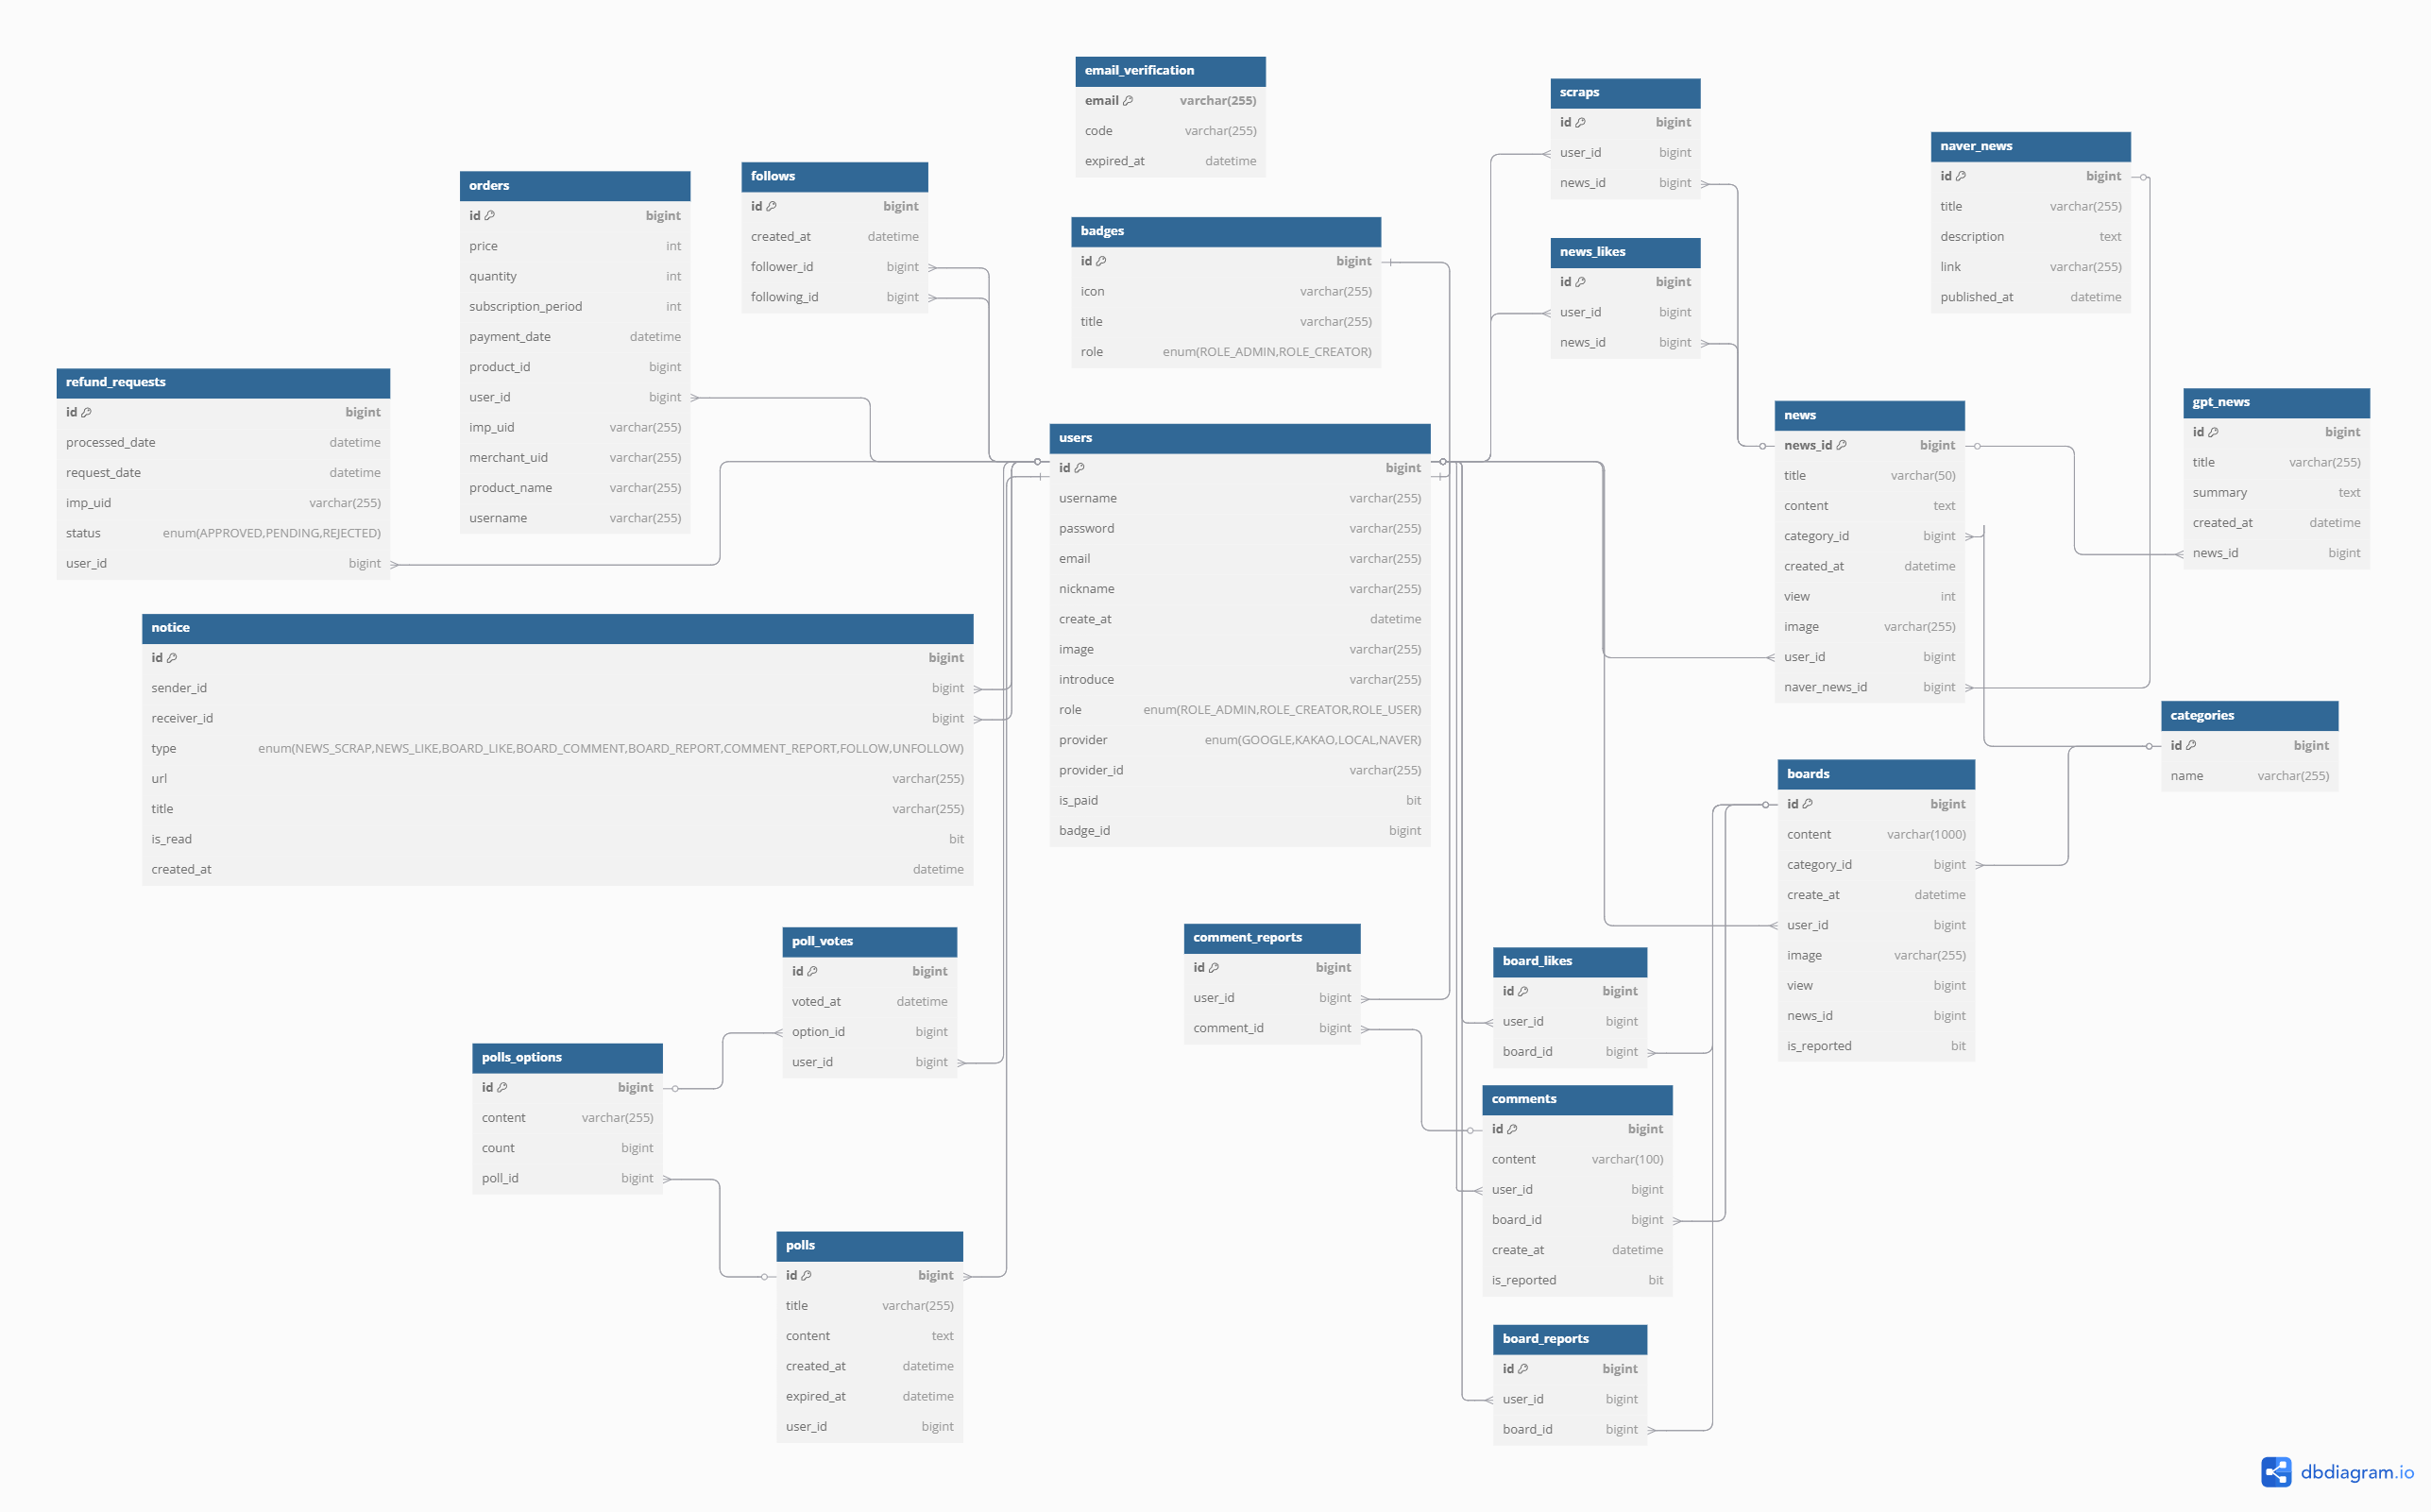 email_verification
email varchar(255)
code varchar(255)
expired_at datetime
scraps
id bigint
user_id bigint
news_id bigint
naver_news
id bigint
title varchar(255)
description text
link varchar(255)
published_at datetime
follows
id bigint
created_at datetime
follower_id bigint
following_id bigint
orders
id bigint
price int
quantity int
subscription_period int
payment_date datetime
product_id bigint
user_id bigint
imp_uid varchar(255)
merchant_uid varchar(255)
product_name varchar(255)
username varchar(255)
badges
id bigint
icon varchar(255)
title varchar(255)
role enum(ROLE_ADMIN,ROLE_CREATOR)
news_likes
id bigint
user_id bigint
news_id bigint
refund_requests
id bigint
processed_date datetime
request_date datetime
imp_uid varchar(255)
status enum(APPROVED,PENDING,REJECTED)
user_id bigint
users
id bigint
username varchar(255)
password varchar(255)
email varchar(255)
nickname varchar(255)
create_at datetime
image varchar(255)
introduce varchar(255)
role enum(ROLE_ADMIN,ROLE_CREATOR,ROLE_USER)
provider enum(GOOGLE,KAKAO,LOCAL,NAVER)
provider_id varchar(255)
is_paid bit
badge_id bigint
news
news_id bigint
title varchar(50)
content text
category_id bigint
created_at datetime
view int
image varchar(255)
user_id bigint
naver_news_id bigint
gpt_news
id bigint
title varchar(255)
summary text
created_at datetime
news_id bigint
notice
id bigint
sender_id bigint
receiver_id bigint
type enum(NEWS_SCRAP,NEWS_LIKE,BOARD_LIKE,BOARD_COMMENT,BOARD_REPORT,COMMENT_REPORT,FOLLOW,UNFOLLOW)
url varchar(255)
title varchar(255)
is_read bit
created_at datetime
categories
id bigint
name varchar(255)
boards
id bigint
content varchar(1000)
category_id bigint
create_at datetime
user_id bigint
image varchar(255)
view bigint
news_id bigint
is_reported bit
poll_votes
id bigint
voted_at datetime
option_id bigint
user_id bigint
comment_reports
id bigint
user_id bigint
comment_id bigint
board_likes
id bigint
user_id bigint
board_id bigint
polls_options
id bigint
content varchar(255)
count bigint
poll_id bigint
comments
id bigint
content varchar(100)
user_id bigint
board_id bigint
create_at datetime
is_reported bit
polls
id bigint
title varchar(255)
content text
created_at datetime
expired_at datetime
user_id bigint
board_reports
id bigint
user_id bigint
board_id bigint
dbdiagram.io